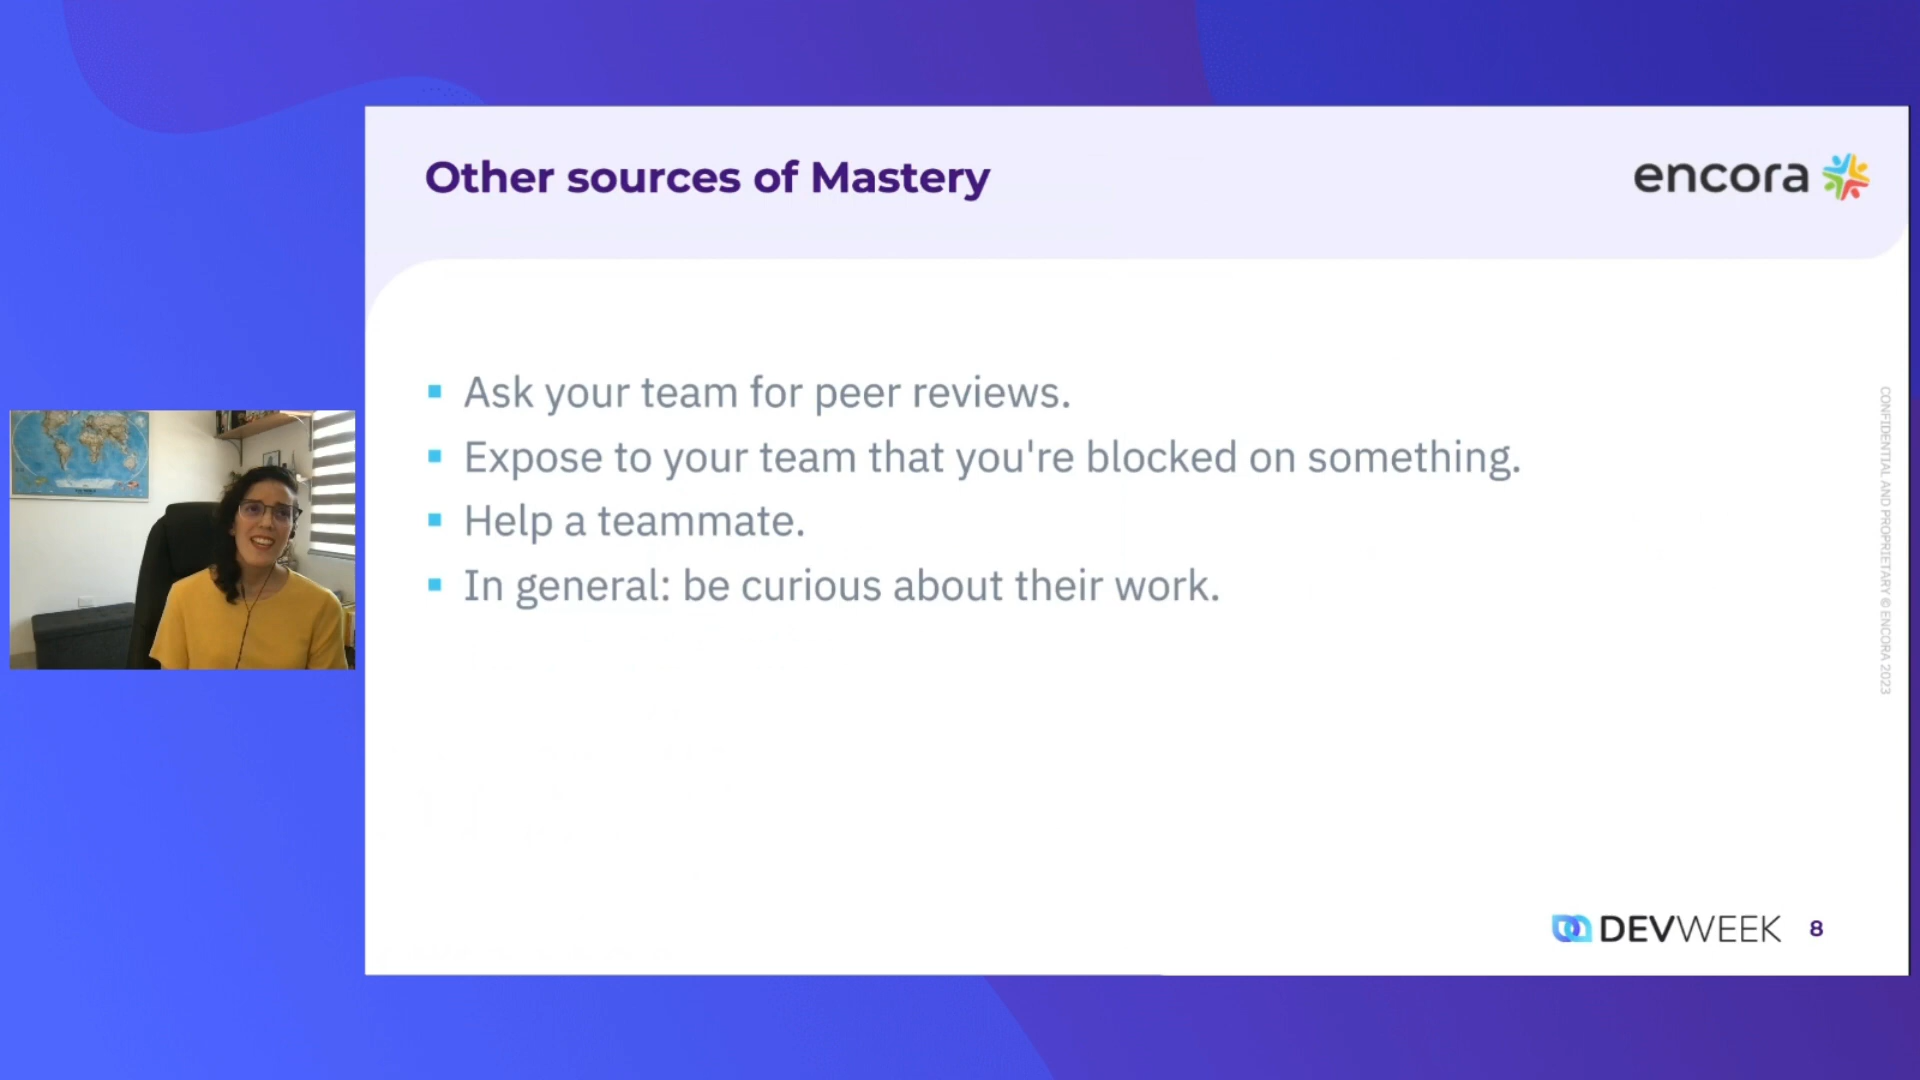 Other sources of Mastery
encora
Ask your team for peer reviews.
Expose to your team that you're blocked on something.
Help a teammate.
In general: be curious about their work.
CONFIDENTIAL AND PROPRIETARY © ENCORA 2023
DEVWEEK 8